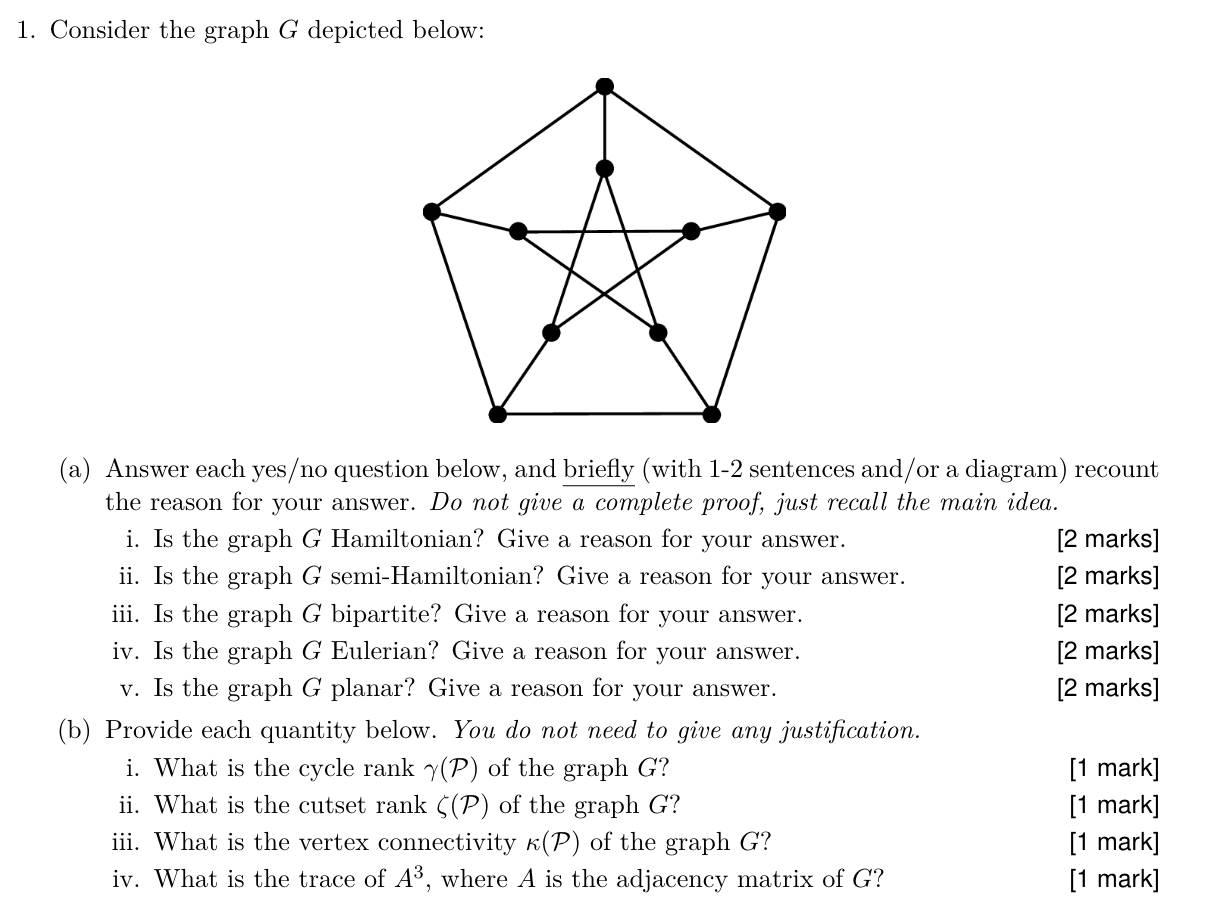 1. Consider the graph G depicted below:
(a) Answer each yes/no question below, and briefly (with 1-2 sentences and/or a diagram) recount
the reason for your answer. Do not give a complete proof, just recall the main idea.
i. Is the graph G Hamiltonian? Give a reason for your answer. [2 marks]
ii. Is the graph G semi-Hamiltonian? Give a reason for your answer. [2 marks]
iii. Is the graph G bipartite? Give a reason for your answer. [2 marks]
iv. Is the graph G Eulerian? Give a reason for your answer. [2 marks]
v. Is the graph G planar? Give a reason for your answer. [2 marks]
(b) Provide each quantity below. You do not need to give any justification.
i. What is the cycle rank γ(𝒫) of the graph G? [1 mark]
ii. What is the cutset rank ζ(𝒫) of the graph G? [1 mark]
iii. What is the vertex connectivity κ(𝒫) of the graph G? [1 mark]
iv. What is the trace of A³, where A is the adjacency matrix of G? [1 mark]